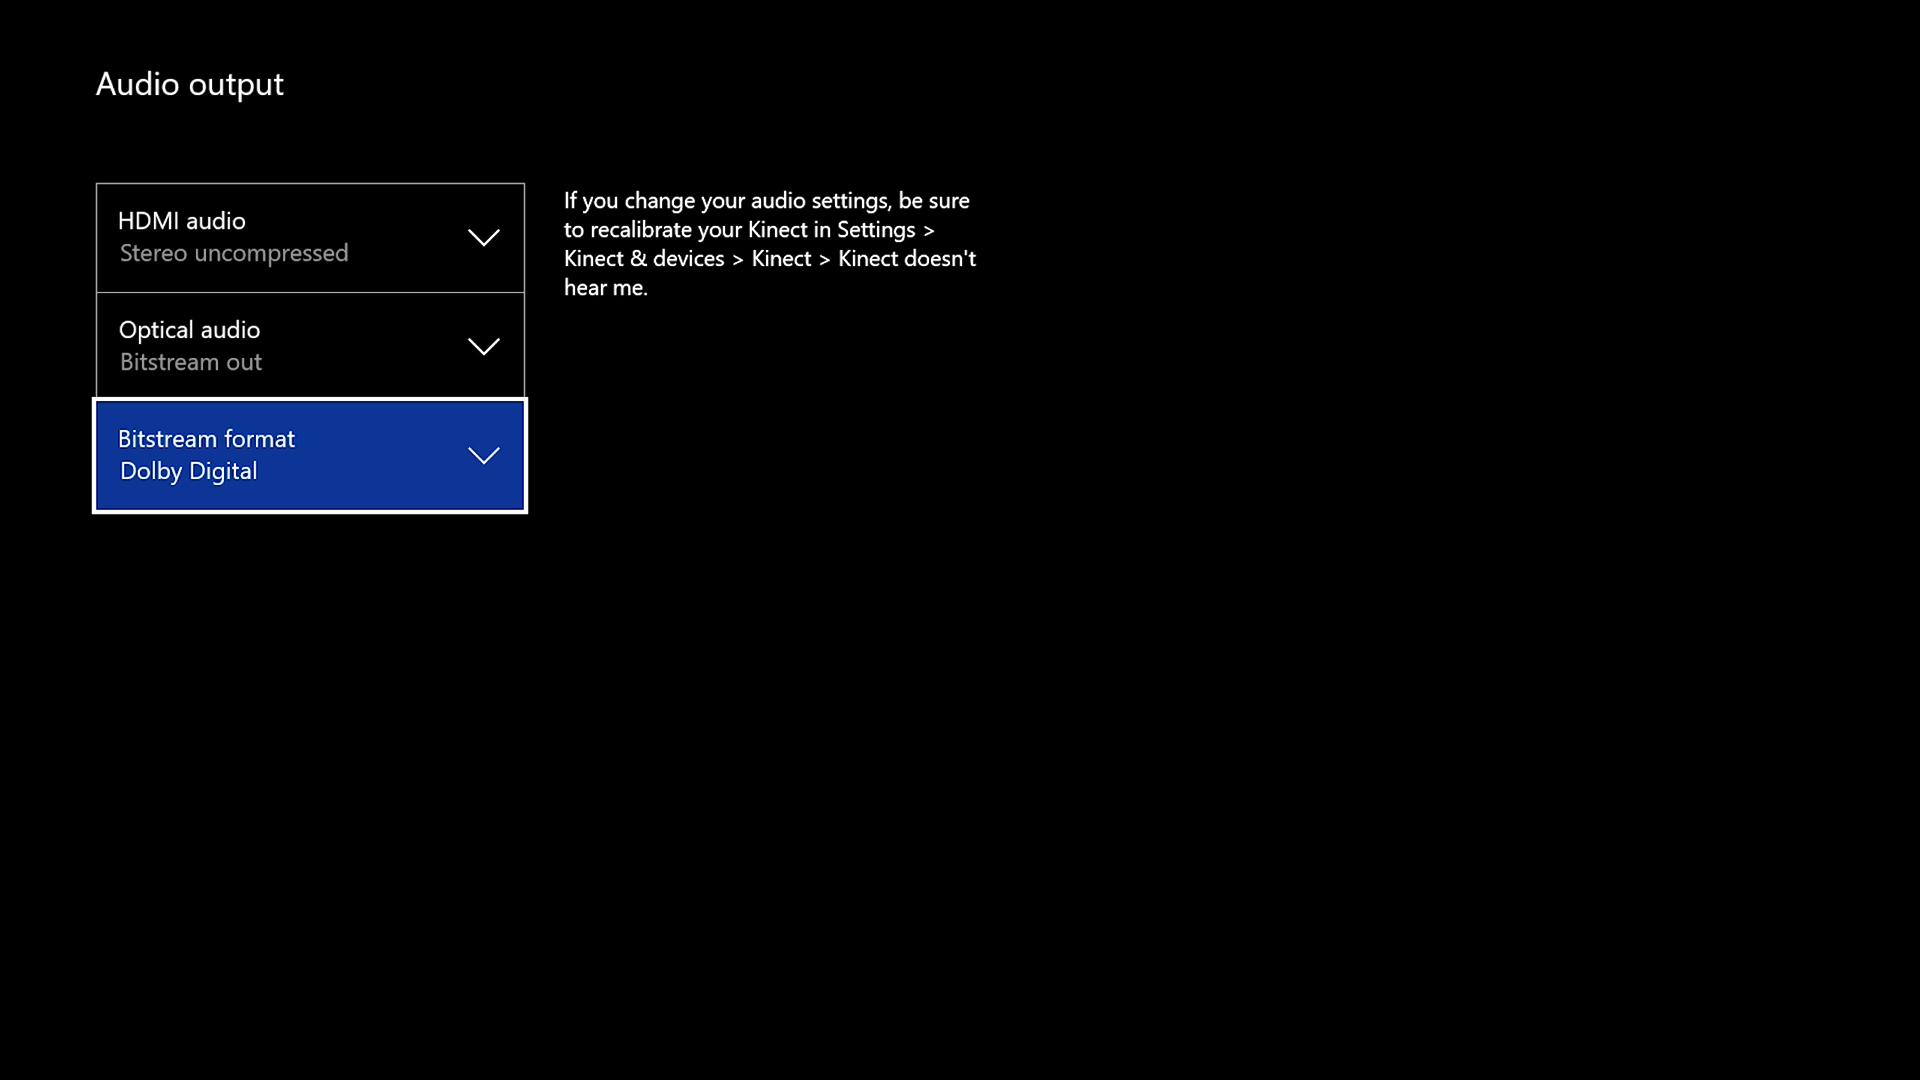 Audio output
HDMI audio
Stereo uncompressed
Optical audio
Bitstream out
Bitstream format
Dolby Digital
If you change your audio settings, be sure
to recalibrate your Kinect in Settings >
Kinect & devices > Kinect > Kinect doesn't
hear me.